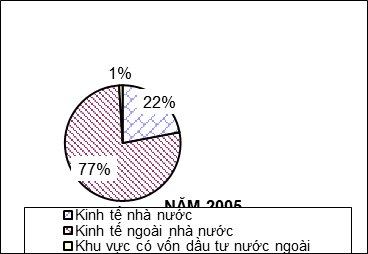 1%
22%
77%
NĂM 2005
Kinh tế nhà nước
Kinh tế ngoài nhà nước
Khu vực có vốn dầu tư nước ngoài